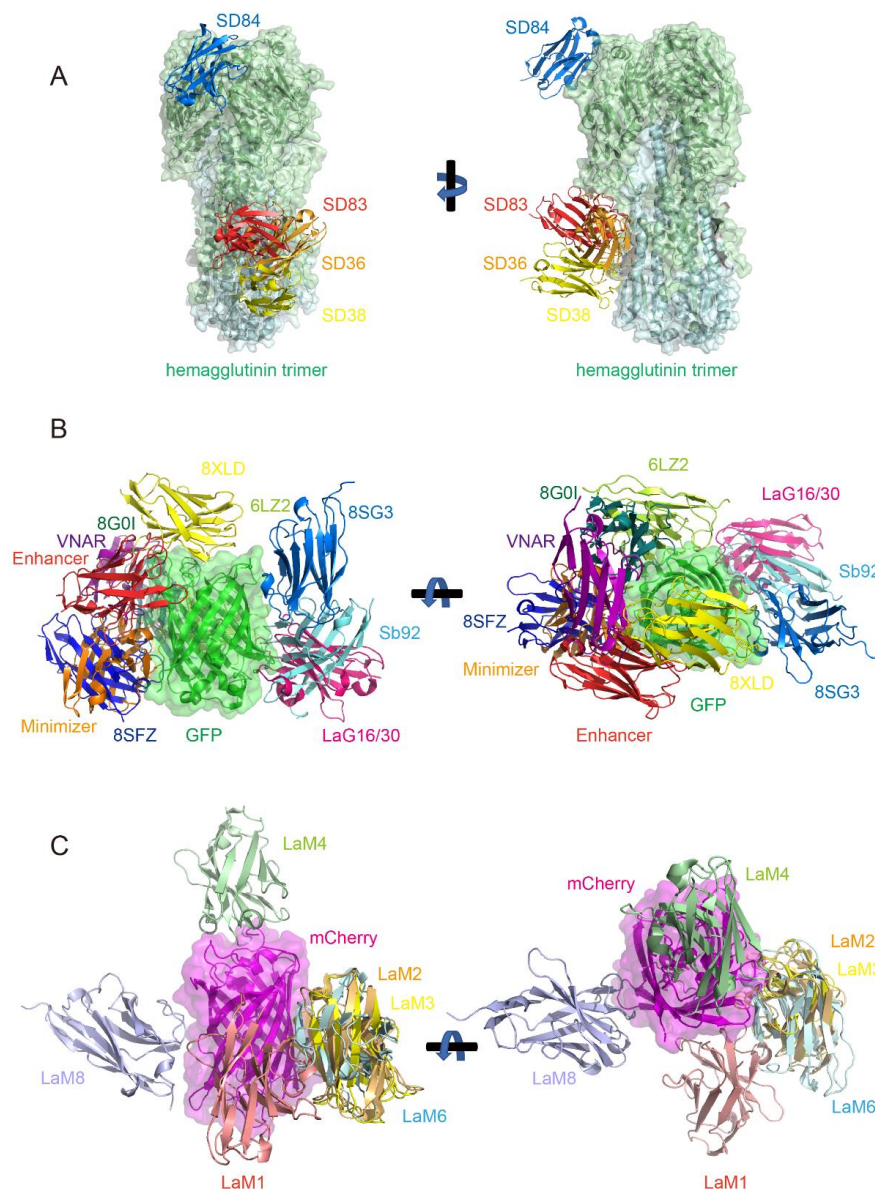 A
SD84
SD83
SD36
SD38
hemagglutinin trimer
SD84
SD83
SD36
SD38
hemagglutinin trimer
B
8XLD
6LZ2
8SG3
8G0I
VNAR
Enhancer
Sb92
Minimizer
8SFZ
GFP
LaG16/30
6LZ2
8G0I
LaG16/30
VNAR
Sb92
8SFZ
Minimizer
8XLD
8SG3
GFP
Enhancer
C
LaM4
mCherry
LaM2
LaM3
LaM8
LaM6
LaM1
mCherry
LaM4
LaM2
LaM3
LaM8
LaM6
LaM1